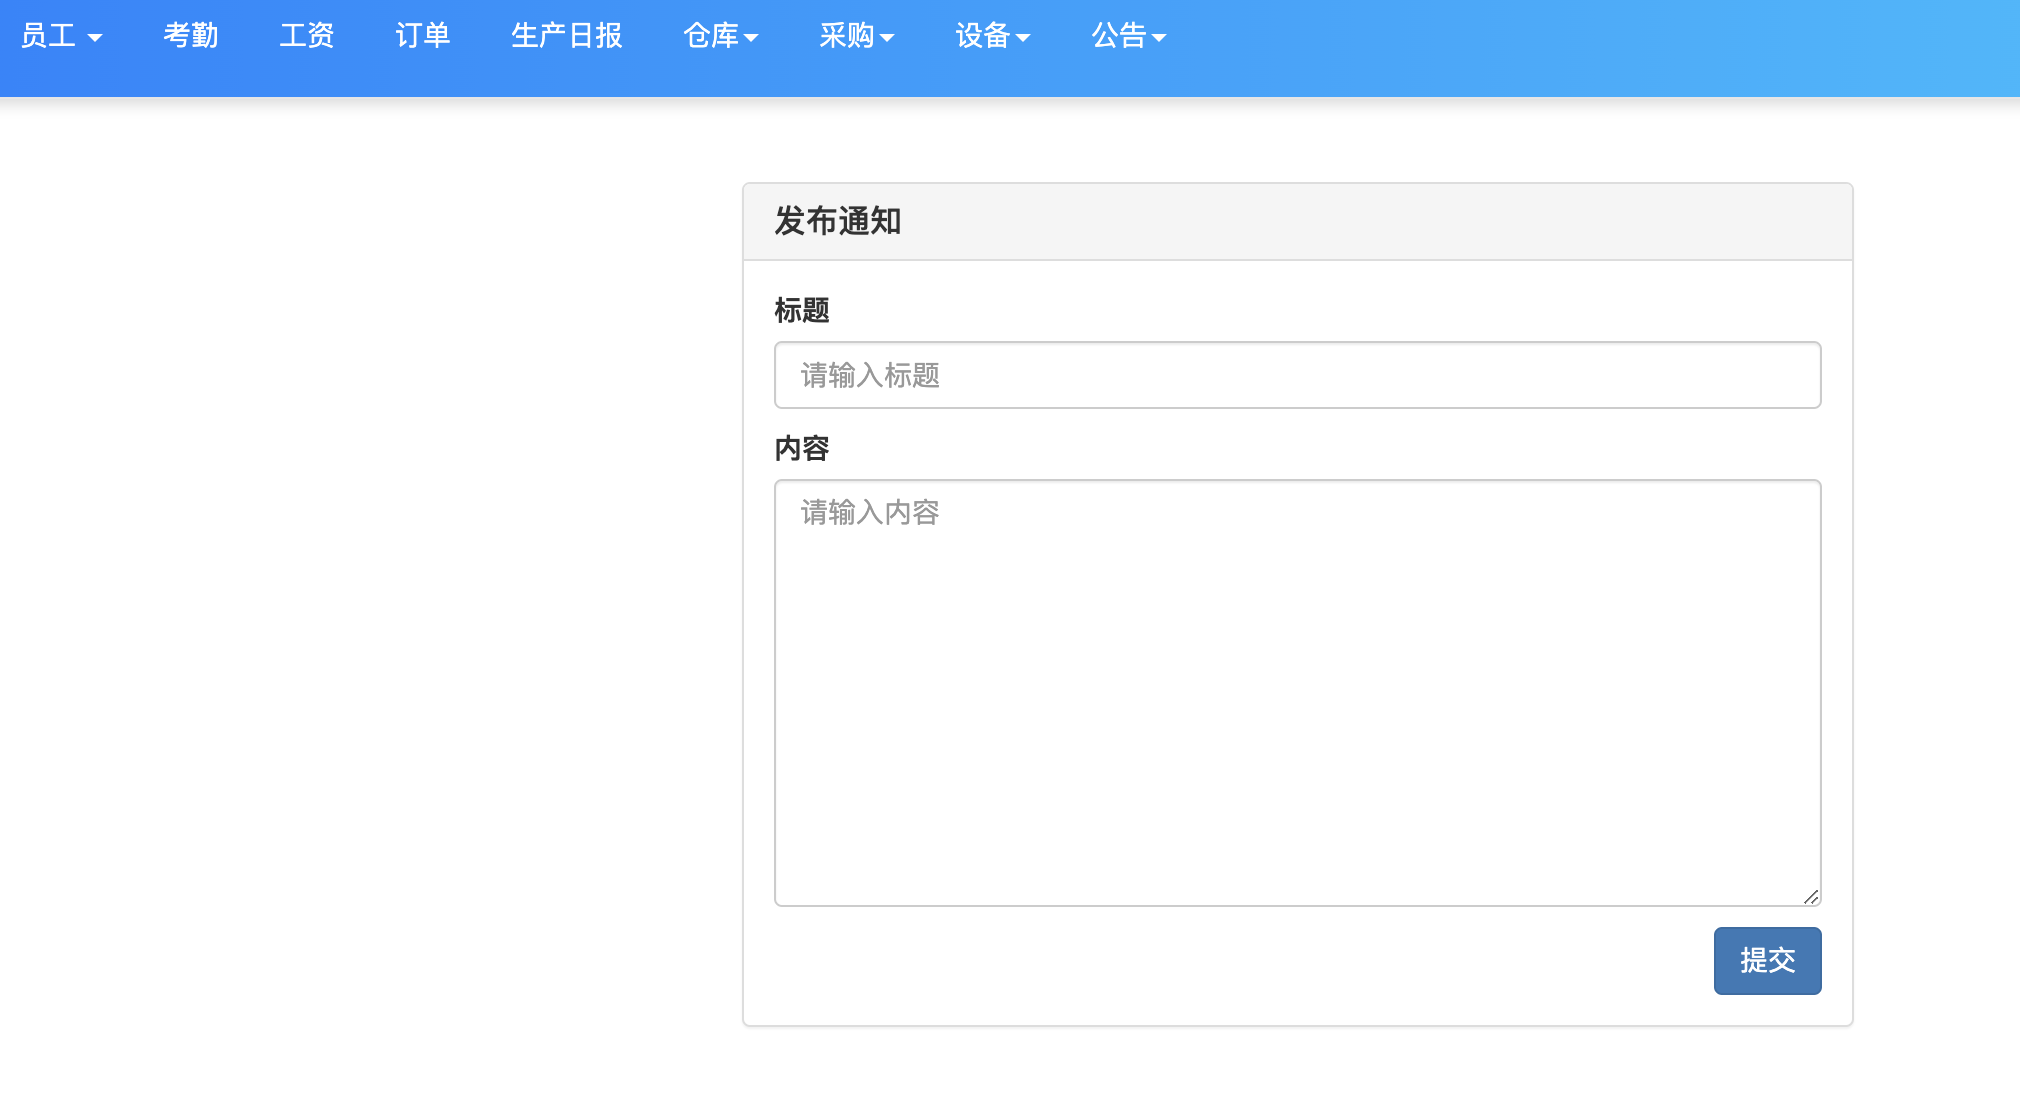 员工 考勤 工资 订单 生产日报 仓库 采购 设备 公告
发布通知
标题
请输入标题
内容
请输入内容
提交